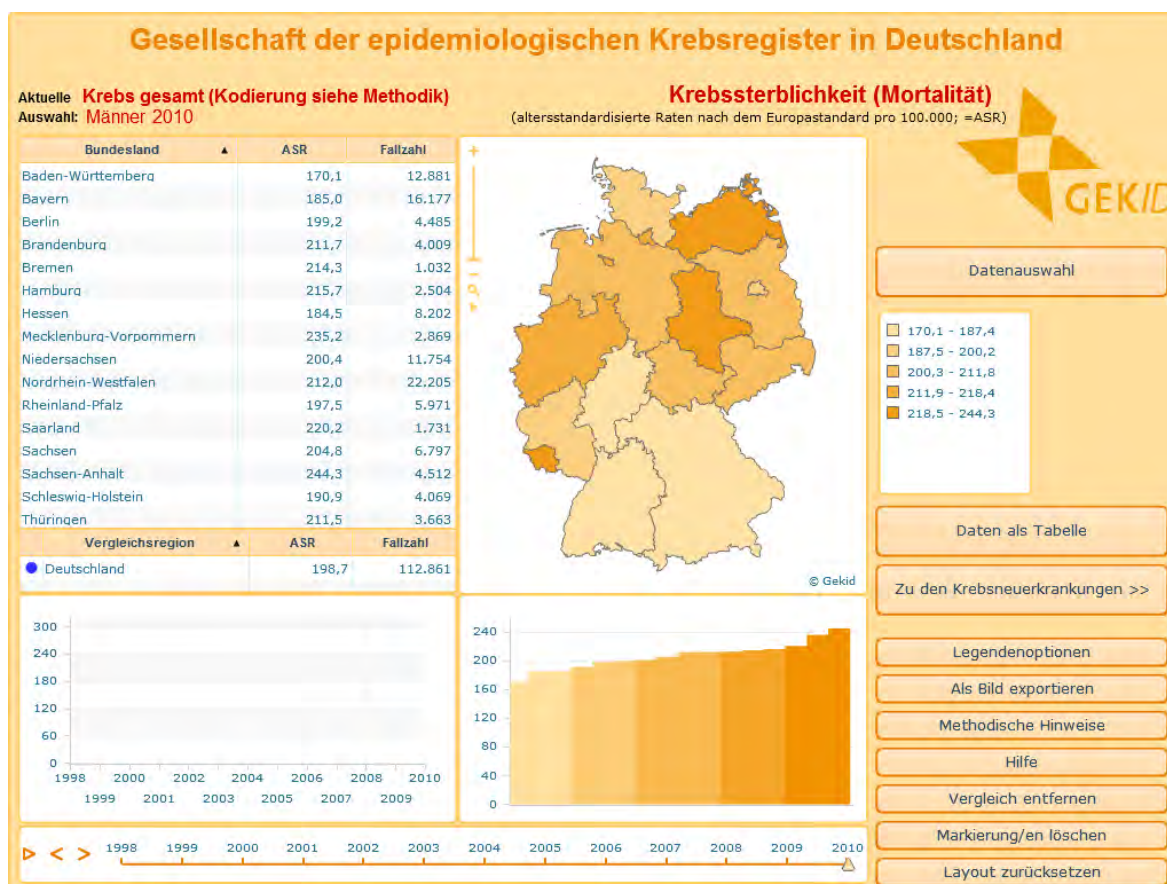 Gesellschaft der epidemiologischen Krebsregister in Deutschland
Aktuelle Krebs gesamt (Kodierung siehe Methodik)
Auswahl: Männer 2010
Krebssterblichkeit (Mortalität)
(altersstandardisierte Raten nach dem Europastandard pro 100.000; =ASR)
GEKID
Bundesland ▲ ASR Fallzahl
Baden-Württemberg 170,1 12.881
Bayern 185,0 16.177
Berlin 199,2 4.485
Brandenburg 211,7 4.009
Bremen 214,3 1.032
Hamburg 215,7 2.504
Hessen 184,5 8.202
Mecklenburg-Vorpommern 235,2 2.869
Niedersachsen 200,4 11.754
Nordrhein-Westfalen 212,0 22.205
Rheinland-Pfalz 197,5 5.971
Saarland 220,2 1.731
Sachsen 204,8 6.797
Sachsen-Anhalt 244,3 4.512
Schleswig-Holstein 190,9 4.069
Thüringen 211,5 3.663
Vergleichsregion ▲ ASR Fallzahl
Deutschland 198,7 112.861
© Gekid
Datenauswahl
170,1 - 187,4
187,5 - 200,2
200,3 - 211,8
211,9 - 218,4
218,5 - 244,3
Daten als Tabelle
Zu den Krebsneuerkrankungen >>
Legendenoptionen
Als Bild exportieren
Methodische Hinweise
Hilfe
Vergleich entfernen
Markierung/en löschen
Layout zurücksetzen
300
240
180
120
60
0
1998 2000 2002 2004 2006 2008 2010
1999 2001 2003 2005 2007 2009
240
200
160
120
80
40
0
1998 1999 2000 2001 2002 2003 2004 2005 2006 2007 2008 2009 2010